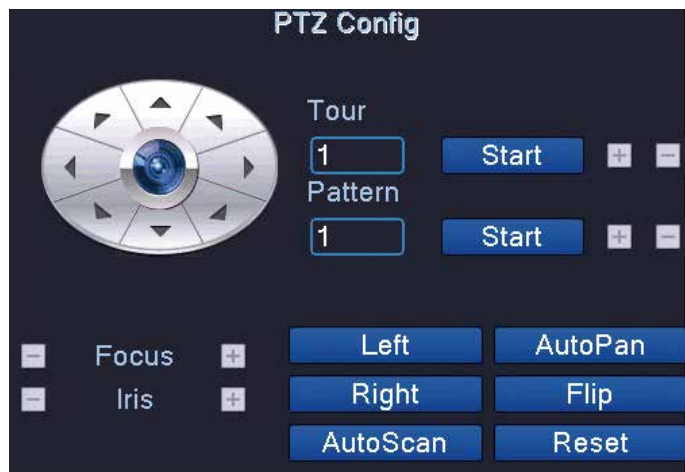 PTZ Config
Tour
1 Start + -
Pattern
1 Start + -
- Focus + Left AutoPan
- Iris + Right Flip
AutoScan Reset